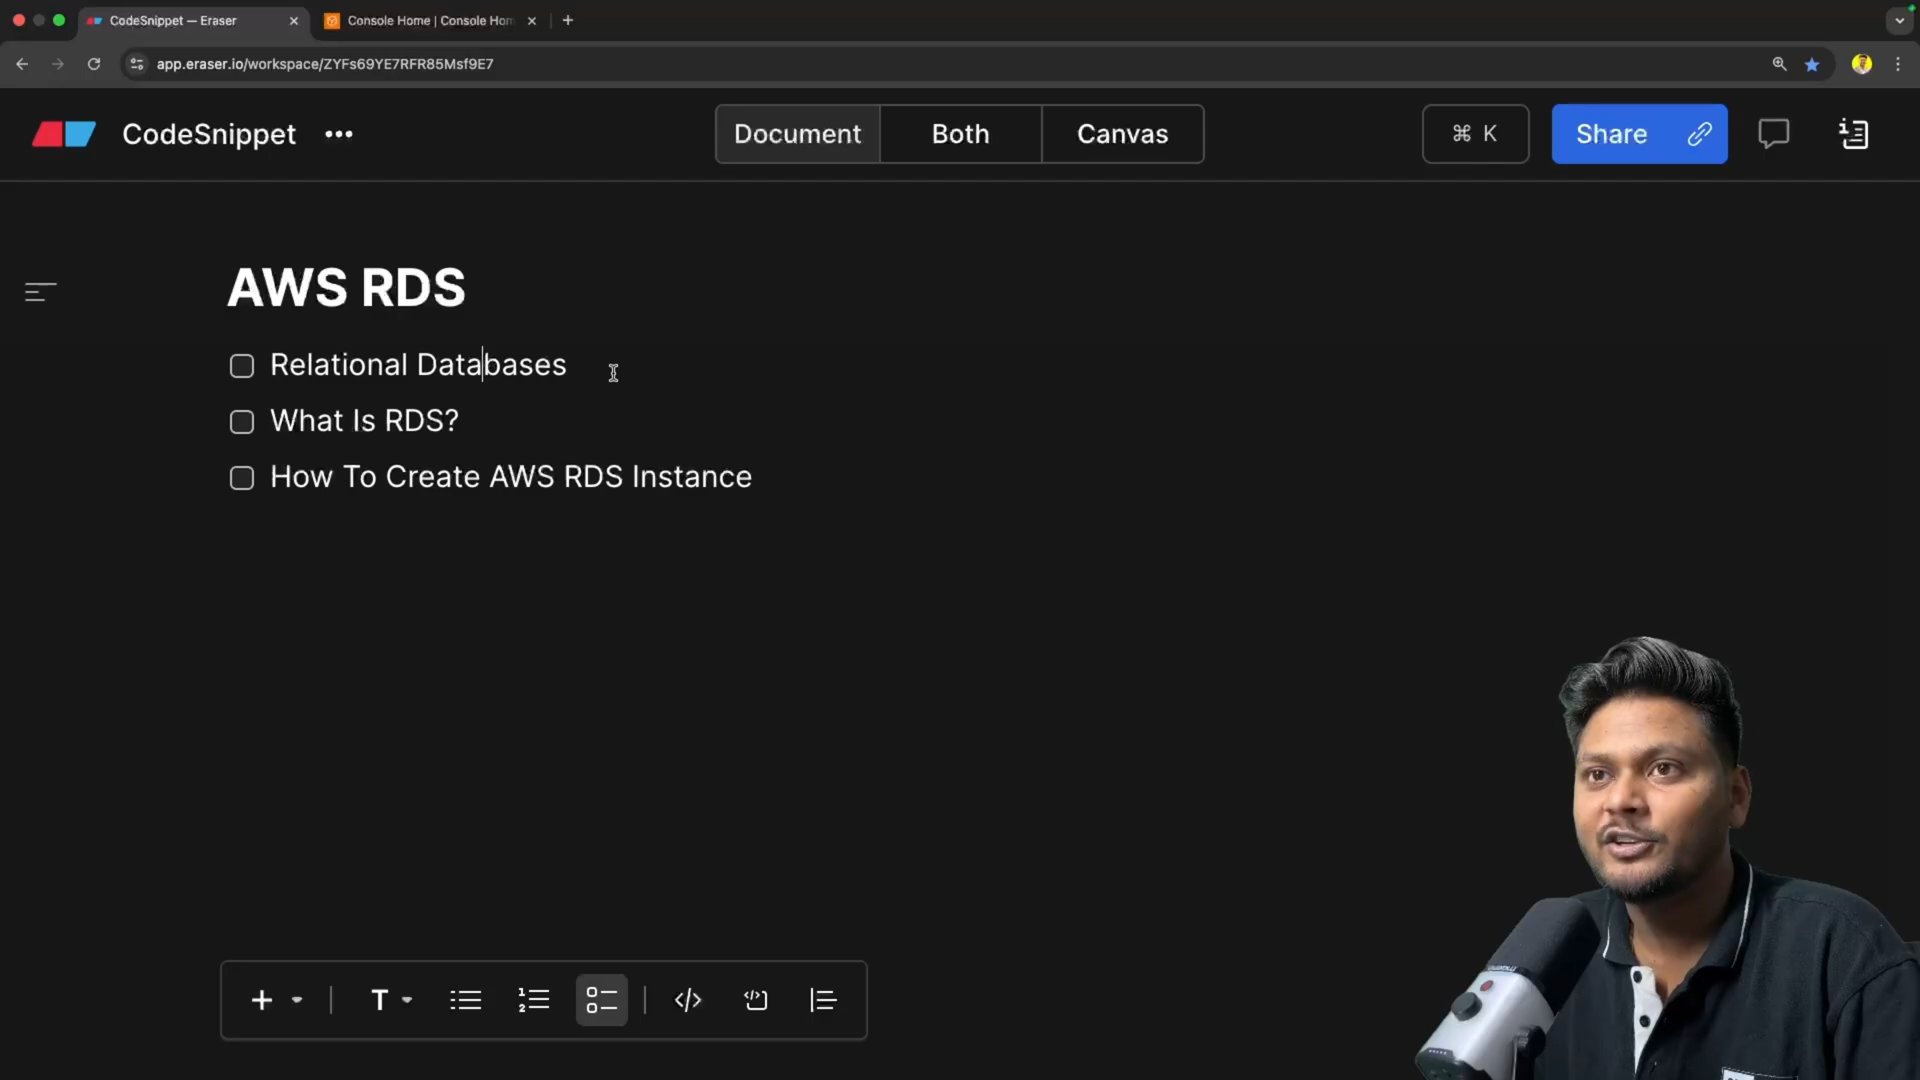 CodeSnippet — Eraser
Console Home | Console Hom
app.eraser.io/workspace/ZYFs69YE7RFR85Msf9E7
CodeSnippet
Document
Both
Canvas
⌘ K
Share
AWS RDS
Relational Databases
What Is RDS?
How To Create AWS RDS Instance